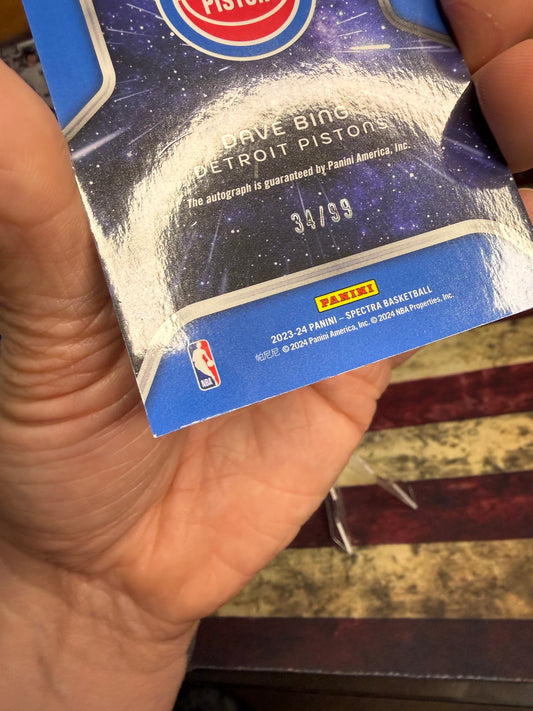 PISTONS
DAVE BING
DETROIT PISTONS
The autograph is guaranteed by Panini America, Inc.
34/99
PANINI
2023-24 PANINI – SPECTRA BASKETBALL
帕尼尼 © 2024 Panini America, Inc. © 2024 NBA Properties, Inc.
NBA